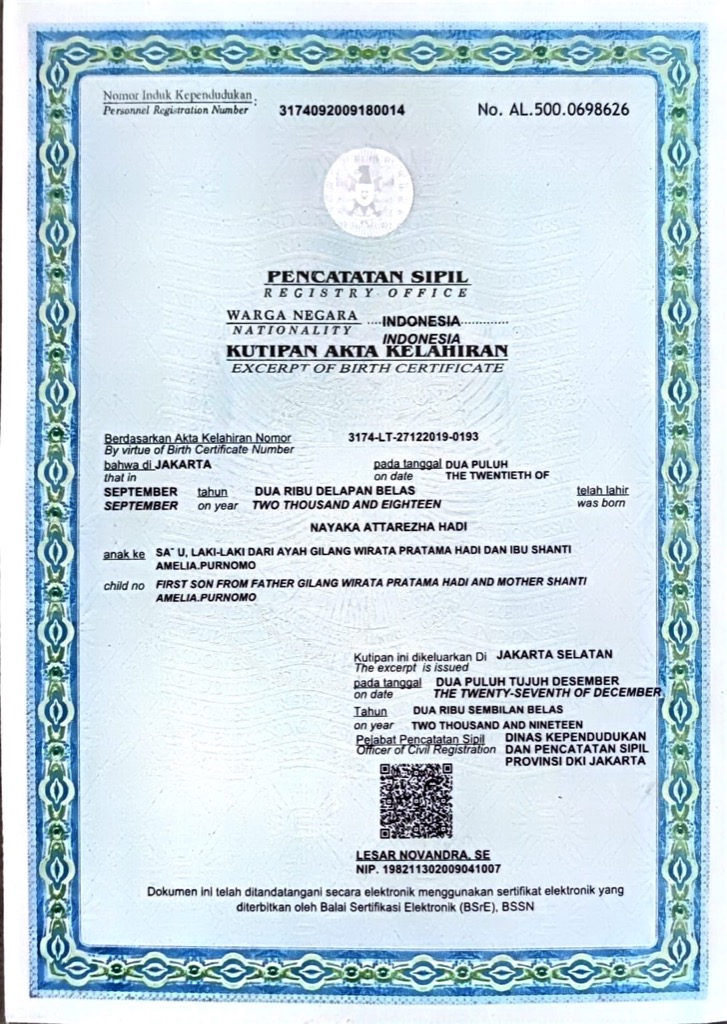 Nomor Induk Kependudukan :
Personnel Registration Number
3174092009180014
No. AL.500.0698626
PENCATATAN SIPIL
REGISTRY OFFICE
WARGA NEGARA .....INDONESIA.............
NATIONALITY INDONESIA
KUTIPAN AKTA KELAHIRAN
EXCERPT OF BIRTH CERTIFICATE
Berdasarkan Akta Kelahiran Nomor 3174-LT-27122019-0193
By virtue of Birth Certificate Number
bahwa di JAKARTA pada tanggal DUA PULUH
that in on date THE TWENTIETH OF
SEPTEMBER tahun DUA RIBU DELAPAN BELAS telah lahir
SEPTEMBER on year TWO THOUSAND AND EIGHTEEN was born
NAYAKA ATTAREZHA HADI
anak ke LAKI-LAKI DARI AYAH GILANG WIRATA PRATAMA HADI DAN IBU SHANTI
AMELIA.PURNOMO
child no FIRST SON FROM FATHER GILANG WIRATA PRATAMA HADI AND MOTHER SHANTI
AMELIA.PURNOMO
Kutipan ini dikeluarkan Di JAKARTA SELATAN
The excerpt is issued
pada tanggal DUA PULUH TUJUH DESEMBER
on date THE TWENTY-SEVENTH OF DECEMBER
Tahun DUA RIBU SEMBILAN BELAS
on year TWO THOUSAND AND NINETEEN
Pejabat Pencatatan Sipil DINAS KEPENDUDUKAN
Officer of Civil Registration DAN PENCATATAN SIPIL
PROVINSI DKI JAKARTA
LESAR NOVANDRA, SE
NIP. 198211302009041007
Dokumen ini telah ditandatangani secara elektronik menggunakan sertifikat elektronik yang
diterbitkan oleh Balai Sertifikasi Elektronik (BSrE), BSSN